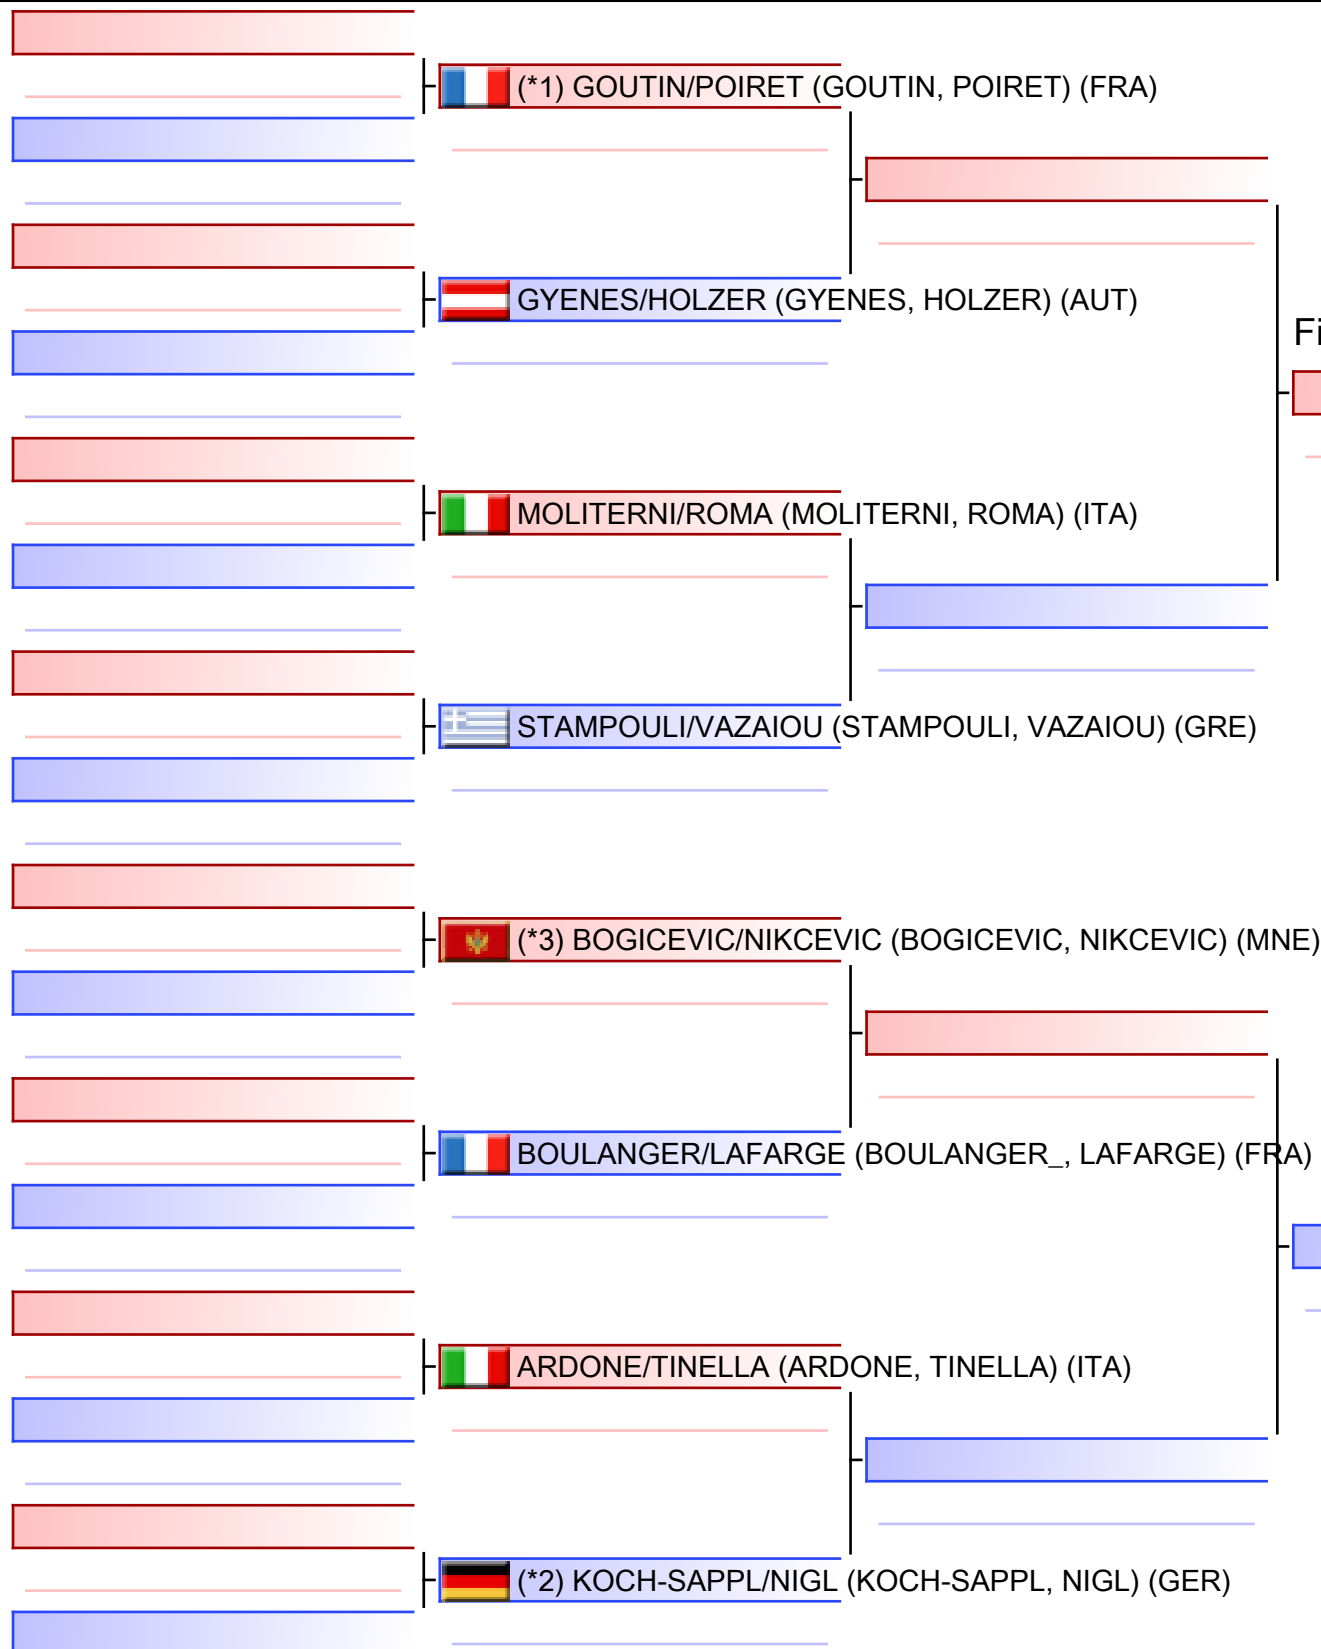 (*1) GOUTIN/POIRET (GOUTIN, POIRET) (FRA)
GYENES/HOLZER (GYENES, HOLZER) (AUT)
Fi
MOLITERNI/ROMA (MOLITERNI, ROMA) (ITA)
STAMPOULI/VAZAIOU (STAMPOULI, VAZAIOU) (GRE)
(*3) BOGICEVIC/NIKCEVIC (BOGICEVIC, NIKCEVIC) (MNE)
BOULANGER/LAFARGE (BOULANGER_, LAFARGE) (FRA)
ARDONE/TINELLA (ARDONE, TINELLA) (ITA)
(*2) KOCH-SAPPL/NIGL (KOCH-SAPPL, NIGL) (GER)